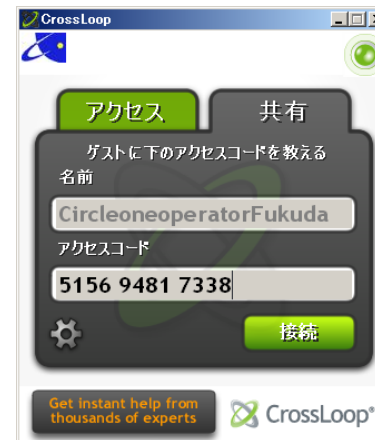 CrossLoop
アクセス
共有
ゲストに下のアクセスコードを教える
名前
CircleoneoperatorFukuda
アクセスコード
5156 9481 7338
接続
Get instant help from
thousands of experts
CrossLoop®